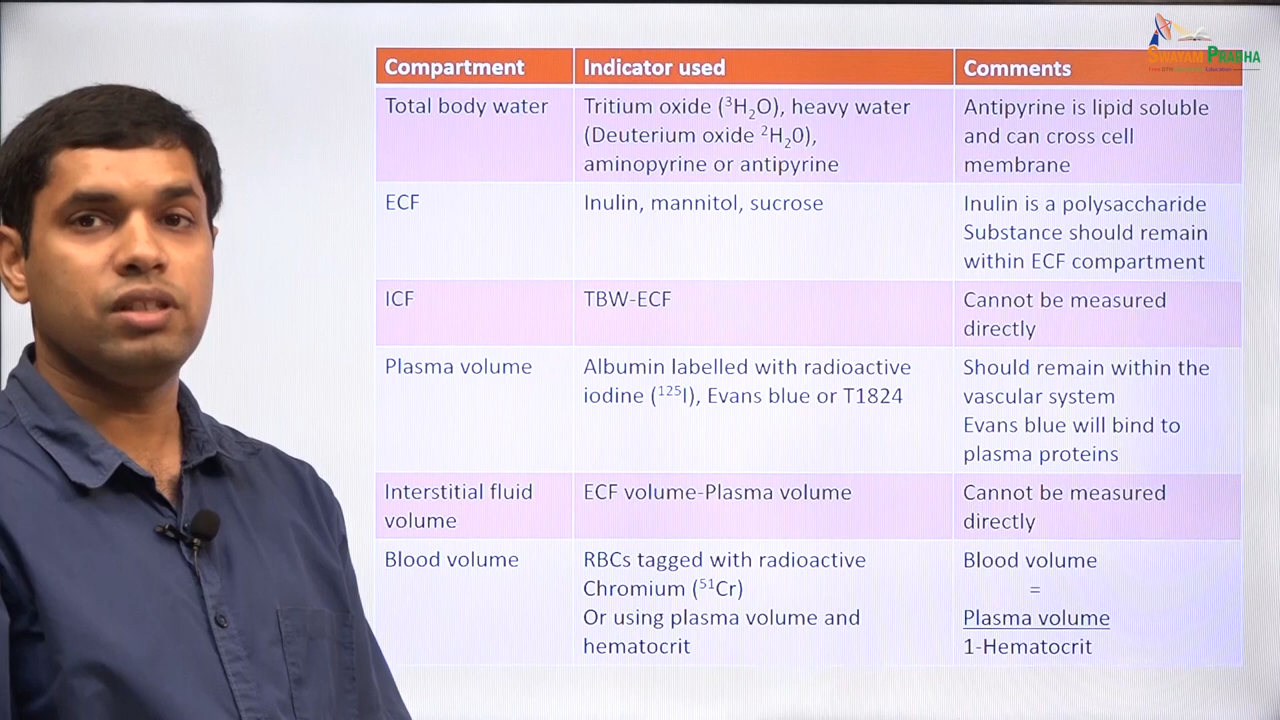 SWAYAM PRABHA
Compartment Indicator used Comments
Total body water
Tritium oxide (³H₂O), heavy water
(Deuterium oxide ²H₂0),
aminopyrine or antipyrine
Antipyrine is lipid soluble
and can cross cell
membrane
ECF
Inulin, mannitol, sucrose
Inulin is a polysaccharide
Substance should remain
within ECF compartment
ICF
TBW-ECF
Cannot be measured
directly
Plasma volume
Albumin labelled with radioactive
iodine (¹²⁵I), Evans blue or T1824
Should remain within the
vascular system
Evans blue will bind to
plasma proteins
Interstitial fluid
volume
ECF volume-Plasma volume
Cannot be measured
directly
Blood volume
RBCs tagged with radioactive
Chromium (⁵¹Cr)
Or using plasma volume and
hematocrit
Blood volume
=
Plasma volume
1-Hematocrit